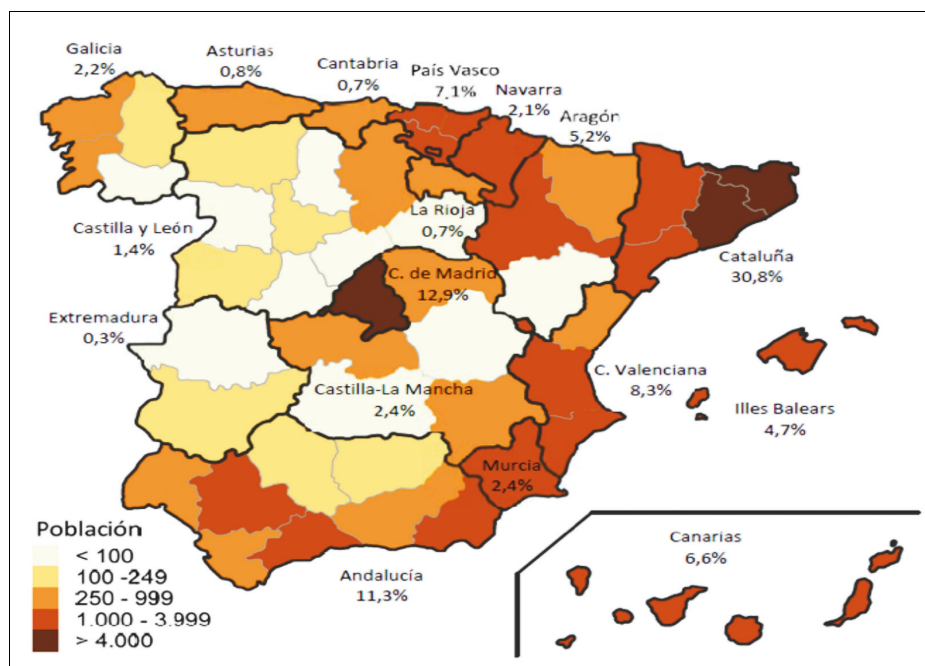 Galicia
2,2%
Asturias
0,8%
Cantabria
0,7%
País Vasco
7,1%
Navarra
2,1%
Aragón
5,2%
Castilla y León
1,4%
La Rioja
0,7%
Cataluña
30,8%
C. de Madrid
12,9%
Extremadura
0,3%
C. Valenciana
8,3%
Illes Balears
4,7%
Castilla-La Mancha
2,4%
Murcia
2,4%
Andalucía
11,3%
Canarias
6,6%
Población
< 100
100 -249
250 - 999
1.000 - 3.999
> 4.000